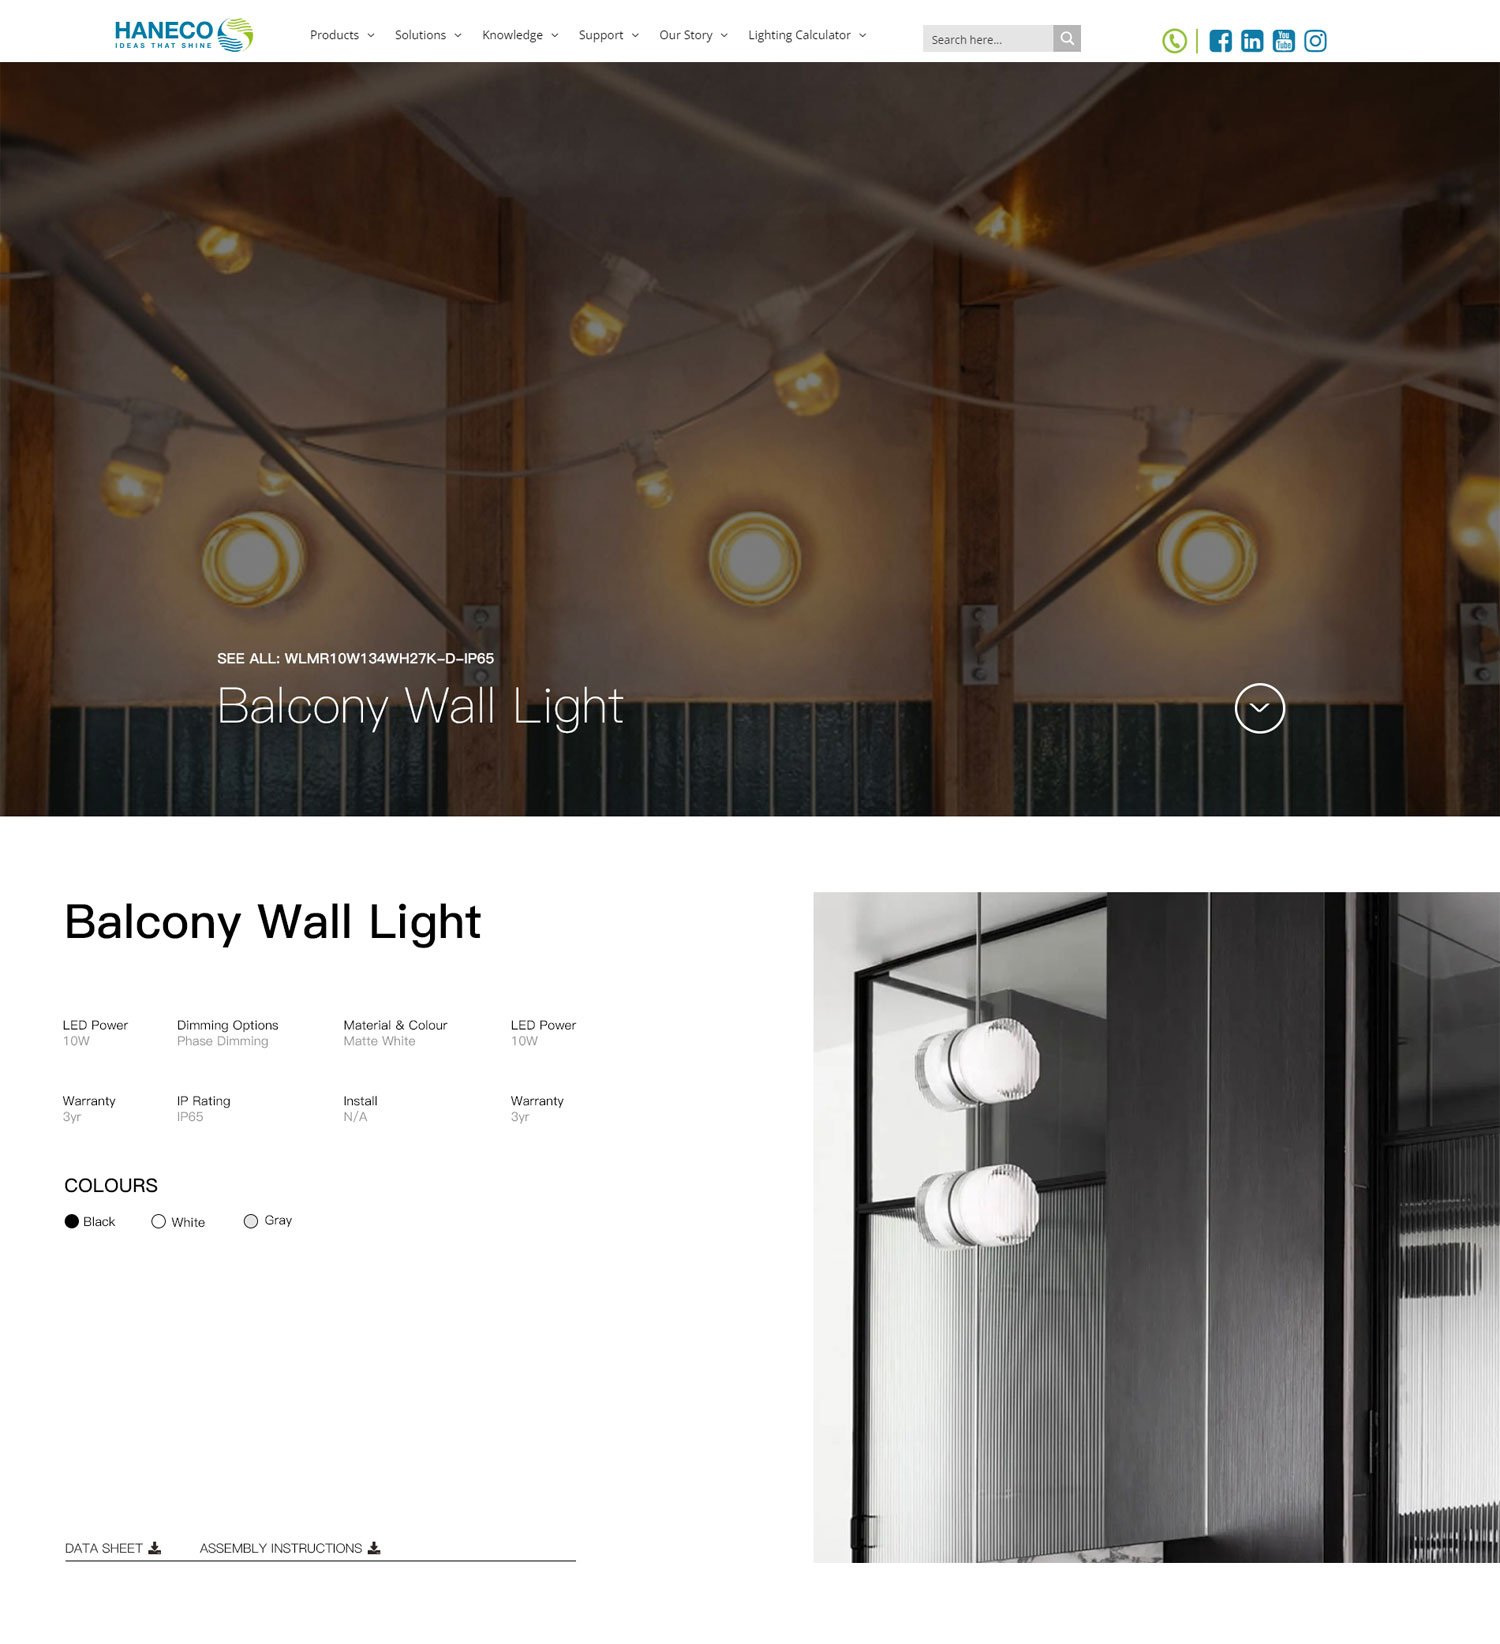 HANECO
IDEAS THAT SHINE
Products Solutions Knowledge Support Our Story Lighting Calculator
Search here...
You
Tube
SEE ALL: WLMR10W134WH27K-D-IP65
Balcony Wall Light
Balcony Wall Light
LED Power Dimming Options Material & Colour LED Power
10W Phase Dimming Matte White 10W
Warranty IP Rating Install Warranty
3yr IP65 N/A 3yr
COLOURS
Black White Gray
DATA SHEET ASSEMBLY INSTRUCTIONS